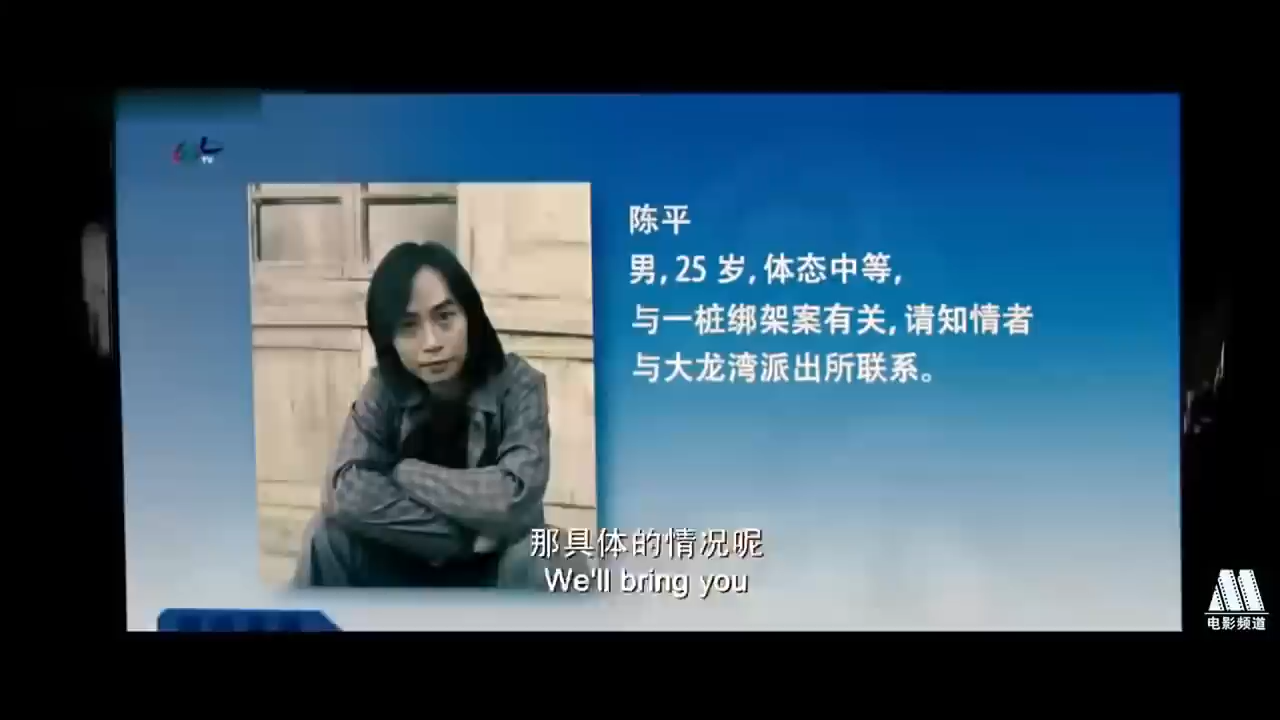 TV
陈平
男,25 岁,体态中等,
与一桩绑架案有关,请知情者
与大龙湾派出所联系。
那具体的情况呢
We'll bring you
电影频道